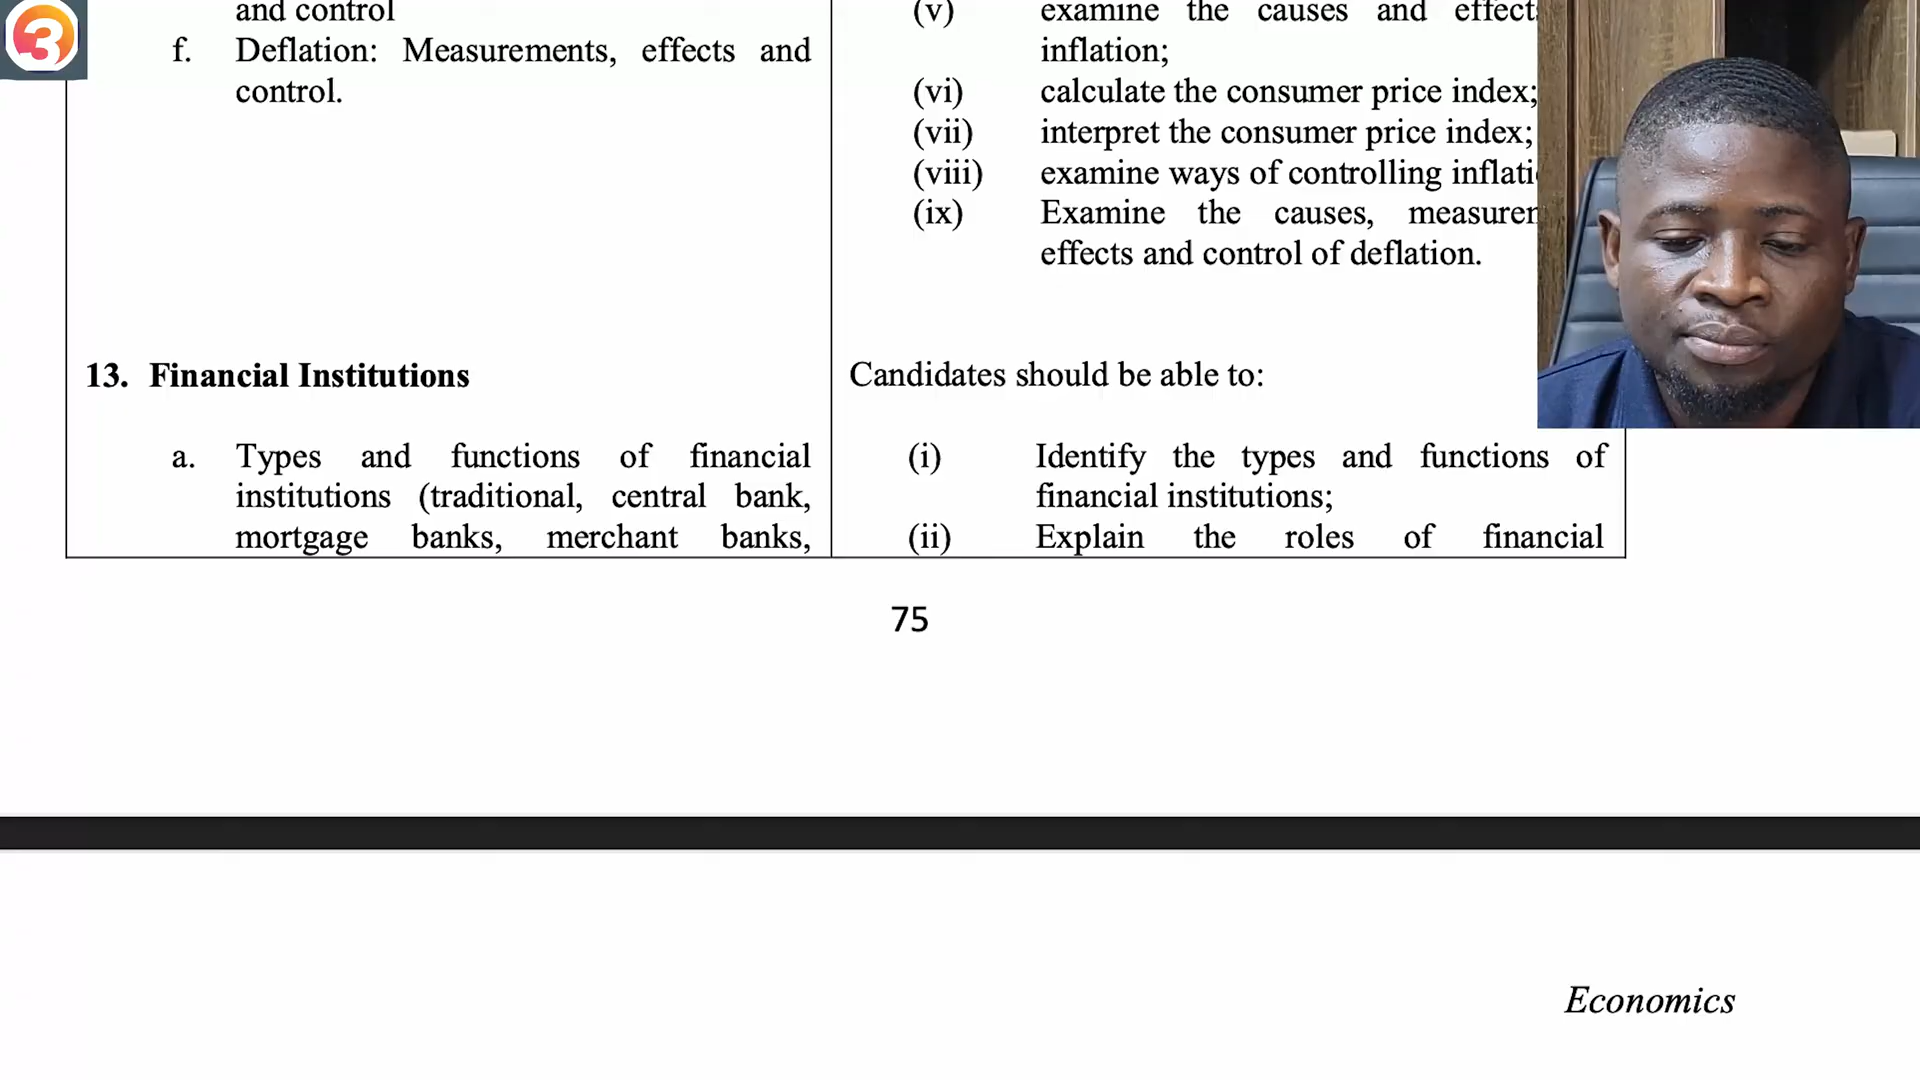 3
and control
f. Deflation: Measurements, effects and
control.
(v) examine the causes and
inflation;
(vi) calculate the consumer price index;
(vii) interpret the consumer price index;
(viii) examine ways of controlling
(ix) Examine the causes,
effects and control of deflation.
13. Financial Institutions
a. Types and functions of financial
institutions (traditional, central bank,
mortgage banks, merchant banks,
Candidates should be able to:
(i) Identify the types and functions of
financial institutions;
(ii) Explain the roles of financial
75
Economics